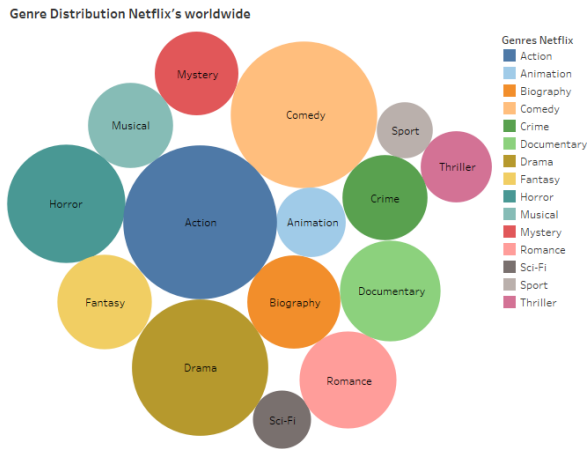 Genre Distribution Netflix's worldwide
Mystery
Comedy
Musical
Sport
Thriller
Horror
Crime
Action
Animation
Documentary
Fantasy
Biography
Drama
Romance
Sci-Fi
Genres Netflix
Action
Animation
Biography
Comedy
Crime
Documentary
Drama
Fantasy
Horror
Musical
Mystery
Romance
Sci-Fi
Sport
Thriller